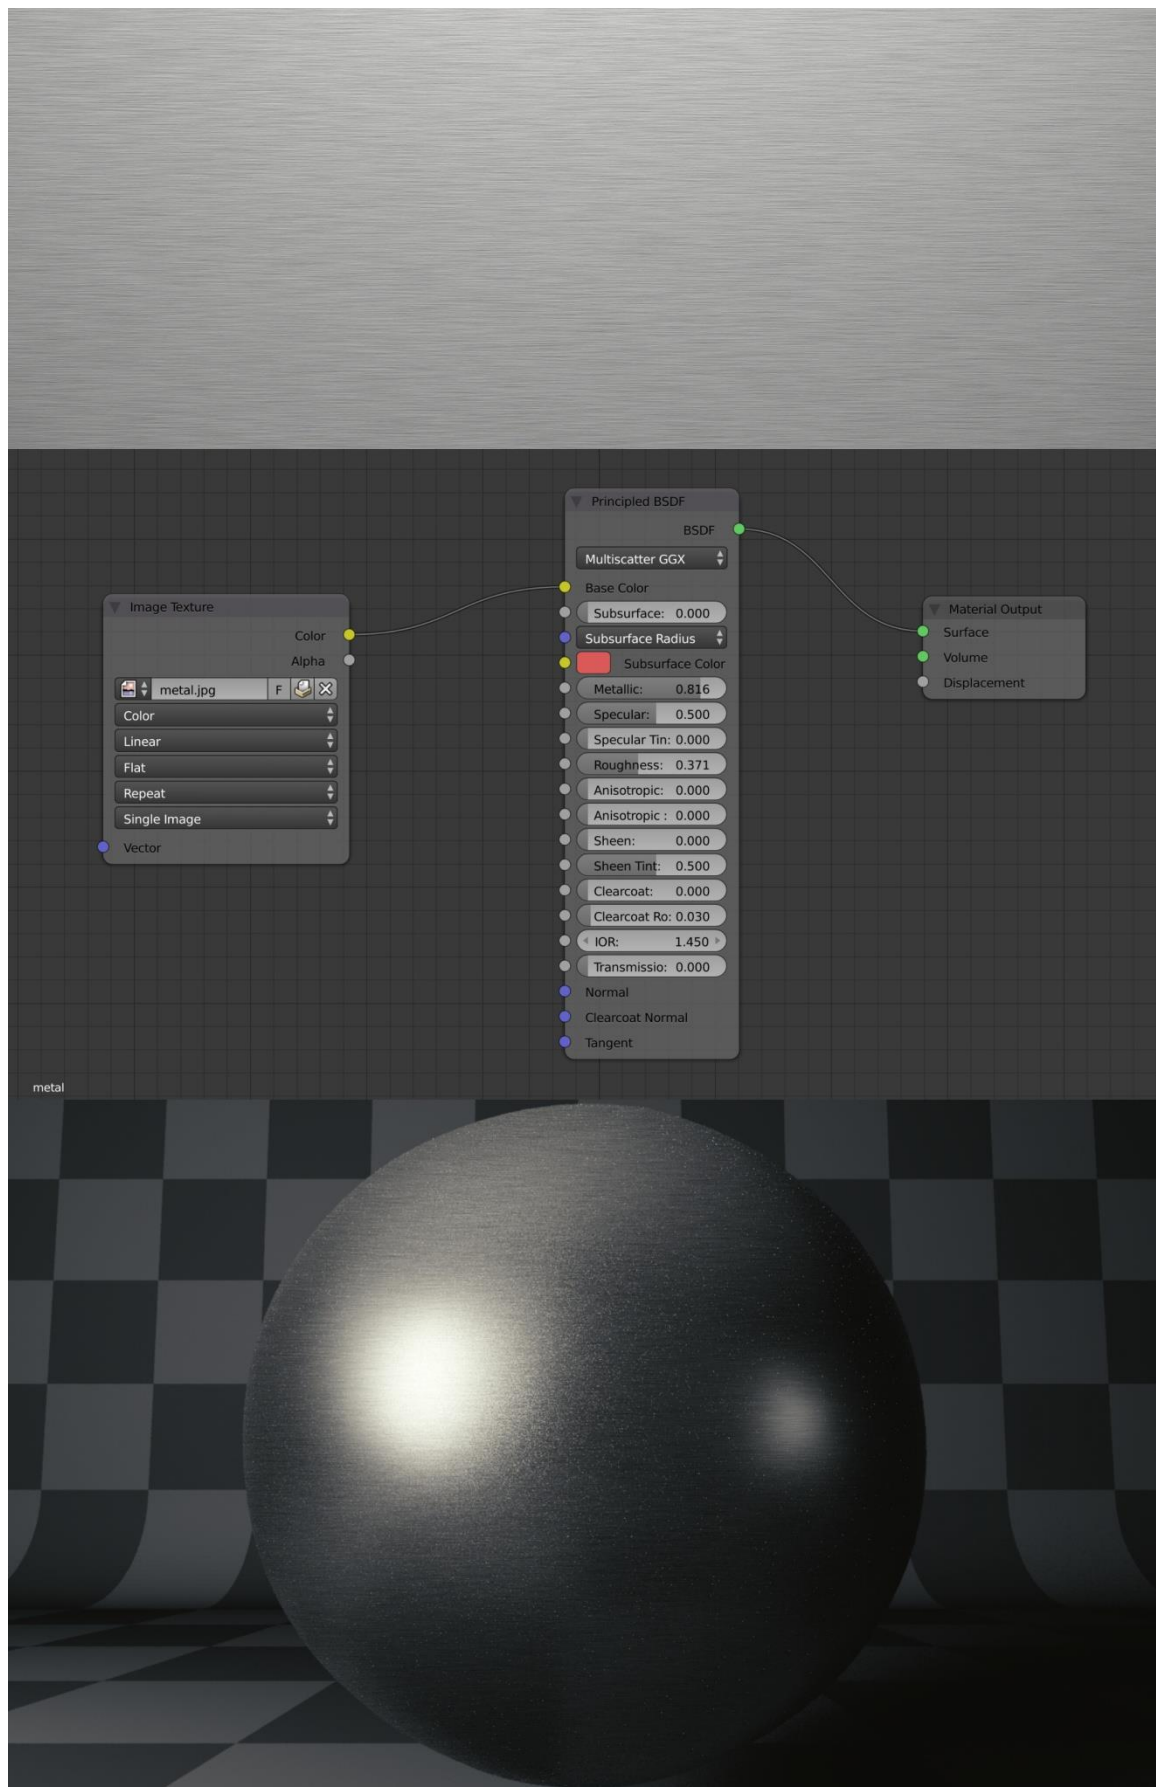 Image Texture
Color
Alpha
metal.jpg F
Color
Linear
Flat
Repeat
Single Image
Vector
Principled BSDF
BSDF
Multiscatter GGX
Base Color
Subsurface: 0.000
Subsurface Radius
Subsurface Color
Metallic: 0.816
Specular: 0.500
Specular Tin: 0.000
Roughness: 0.371
Anisotropic: 0.000
Anisotropic : 0.000
Sheen: 0.000
Sheen Tint: 0.500
Clearcoat: 0.000
Clearcoat Ro: 0.030
IOR: 1.450
Transmissio: 0.000
Normal
Clearcoat Normal
Tangent
Material Output
Surface
Volume
Displacement
metal